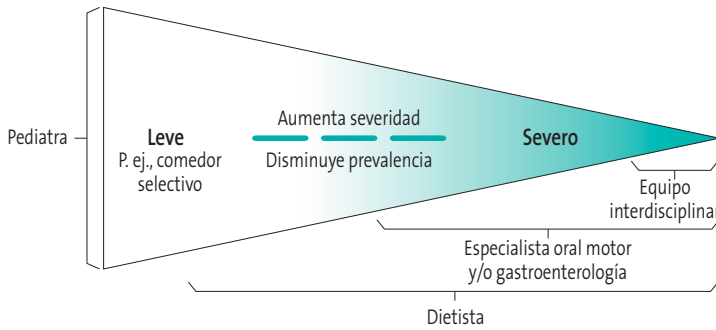 Pediatra
Leve
P. ej., comedor
selectivo
Aumenta severidad
Disminuye prevalencia
Severo
Equipo
interdisciplinar
Especialista oral motor
y/o gastroenterología
Dietista